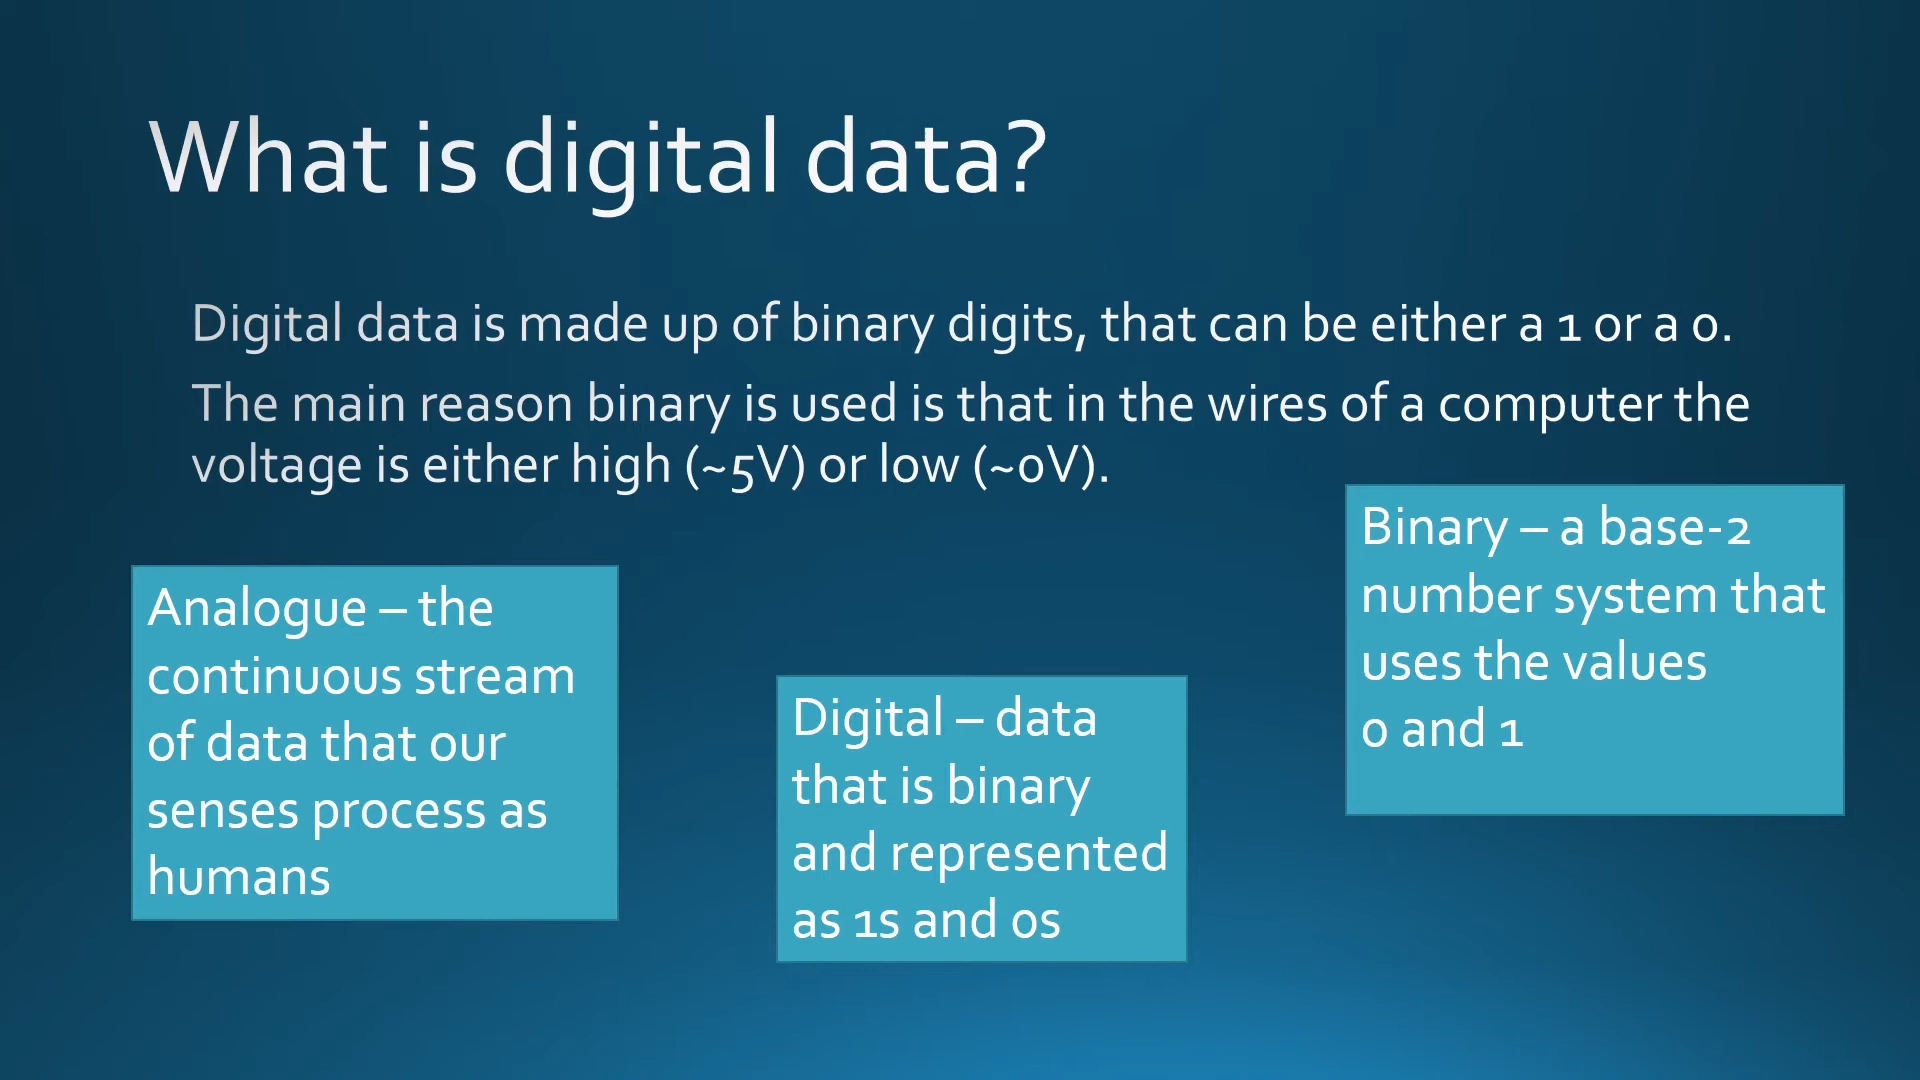 What is digital data?
Digital data is made up of binary digits, that can be either a 1 or a 0.
The main reason binary is used is that in the wires of a computer the
voltage is either high (~5V) or low (~0V).
Analogue – the
continuous stream
of data that our
senses process as
humans
Digital – data
that is binary
and represented
as 1s and 0s
Binary – a base-2
number system that
uses the values
0 and 1